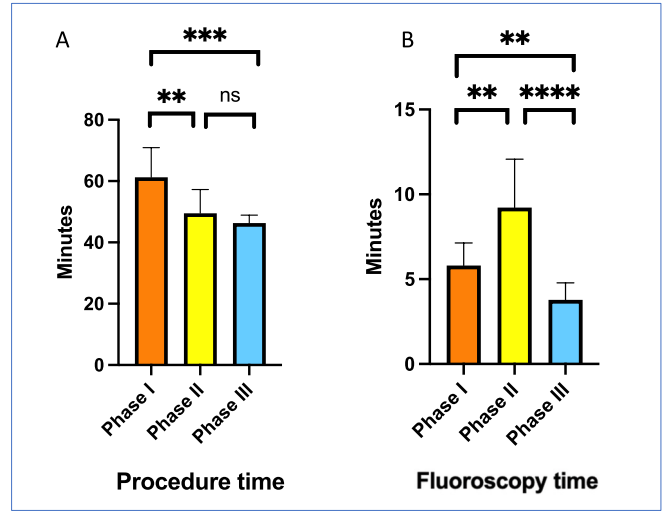 A
***
** ns
80
60
40
20
0
Minutes
Phase I
Phase II
Phase III
Procedure time
B
**
** ****
15
10
5
0
Minutes
Phase I
Phase II
Phase III
Fluoroscopy time